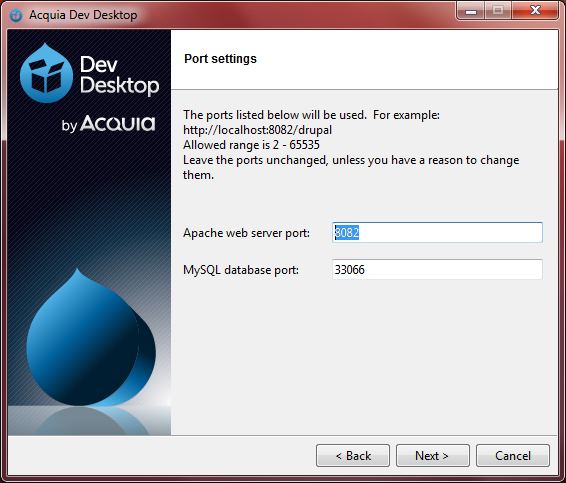 Acquia Dev Desktop
Dev
Desktop
by Acquia
Port settings
The ports listed below will be used.  For example:
http://localhost:8082/drupal
Allowed range is 2 - 65535
Leave the ports unchanged, unless you have a reason to change
them.
Apache web server port: 8082
MySQL database port: 33066
< Back Next > Cancel